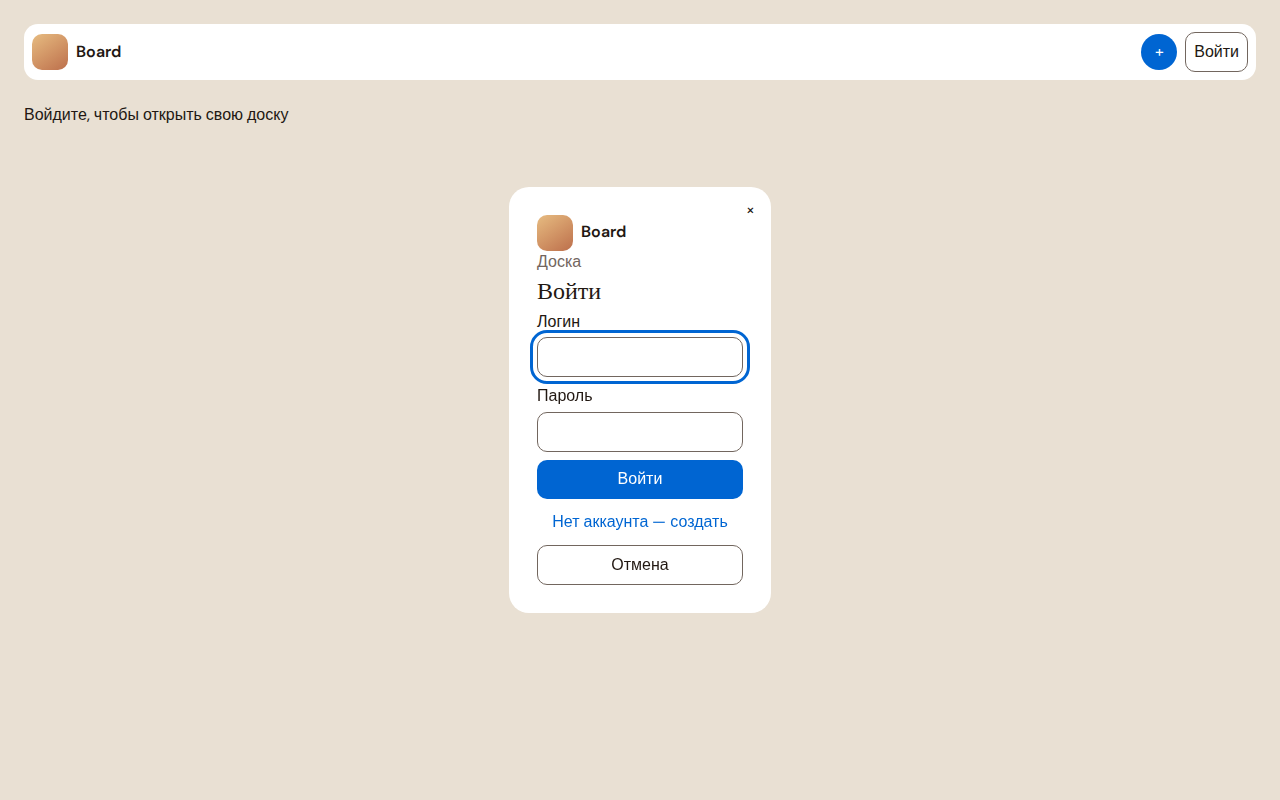 Board
+
Войти
Войдите, чтобы открыть свою доску
×
Board
Доска
Войти
Логин
Пароль
Войти
Нет аккаунта — создать
Отмена